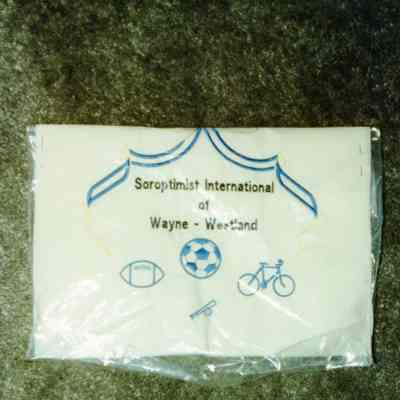 Soroptimist International
of
Wayne - Westland